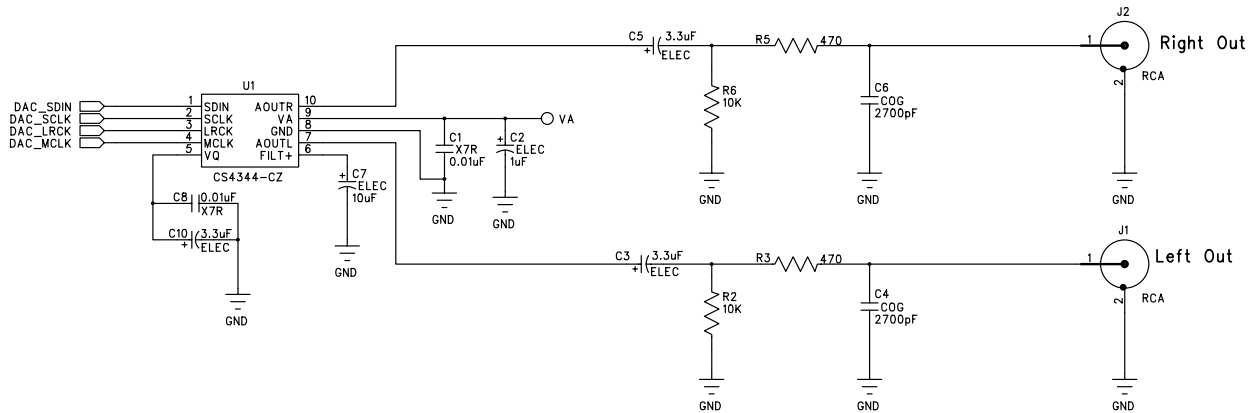 J2
C5 3.3uF
ELEC
R5 470
1
Right Out
RCA
2
R6
10K
C6
COG
2700pF
GND
GND
GND
U1
DAC_SDIN 1 SDIN AOUTR 10
DAC_SCLK 2 SCLK VA 9 VA
DAC_LRCK 3 LRCK GND 8
DAC_MCLK 4 MCLK AOUTL 7
5 VQ FILT+ 6
CS4344-CZ
C1
X7R
0.01uF
+ C2
ELEC
1uF
+ C7
ELEC
10uF
GND
GND
GND
C8 0.01uF
X7R
C10 3.3uF
+ ELEC
GND
J1
C3 3.3uF
+ ELEC
R3 470
1
Left Out
RCA
2
R2
10K
C4
COG
2700pF
GND
GND
GND